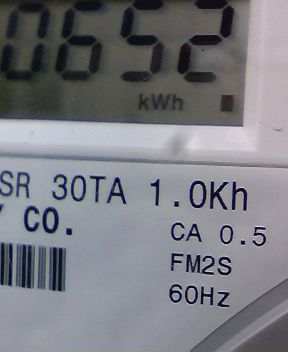 0652
kWh
SR 30TA 1.0Kh
Y CO.
CA 0.5
FM2S
60Hz